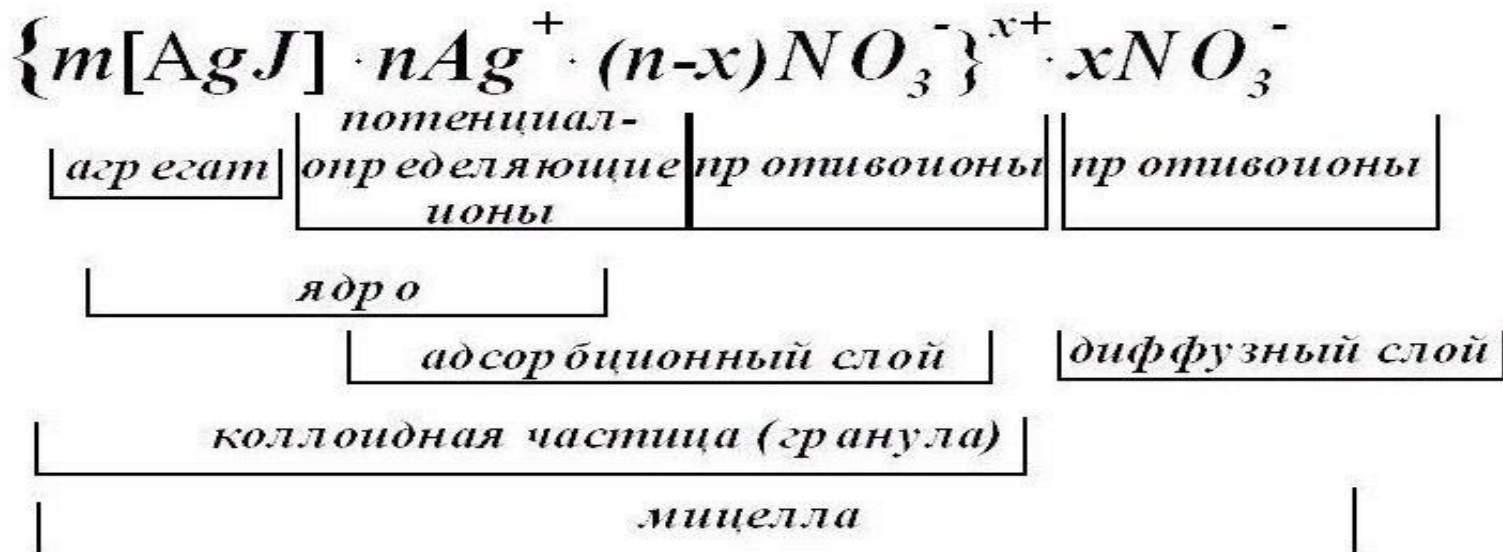 {m[AgJ] · nAg⁺ · (n-x)NO₃⁻}ˣ⁺ · xNO₃⁻
агрегат потенциал-определяющие ионы противоионы противоионы
ядро
адсорбционный слой диффузный слой
коллоидная частица (гранула)
мицелла